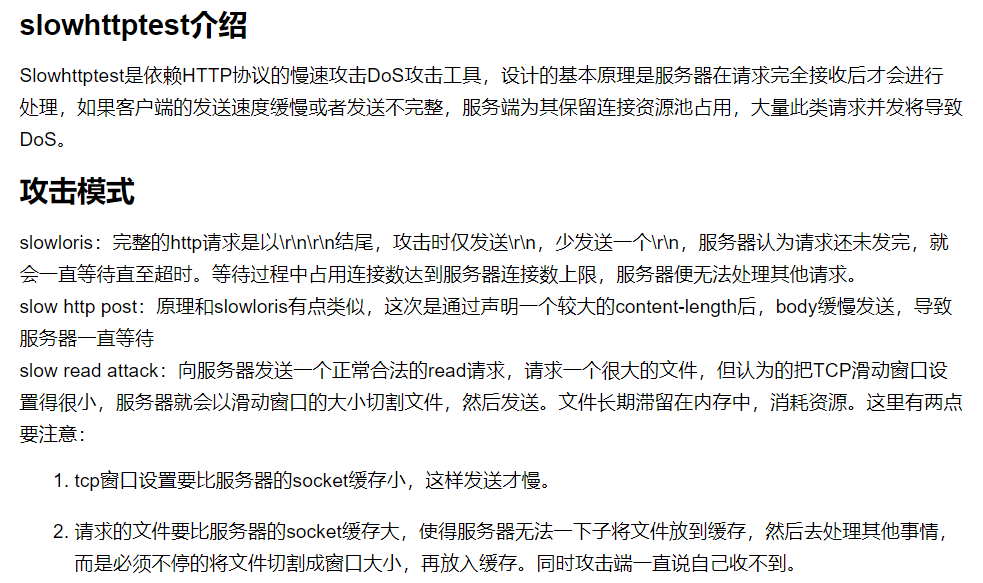 slowhttptest介绍
Slowhttptest是依赖HTTP协议的慢速攻击DoS攻击工具，设计的基本原理是服务器在请求完全接收后才会进行
处理，如果客户端的发送速度缓慢或者发送不完整，服务端为其保留连接资源池占用，大量此类请求并发将导致
DoS。
攻击模式
slowloris：完整的http请求是以\r\n\r\n结尾，攻击时仅发送\r\n，少发送一个\r\n，服务器认为请求还未发完，就
会一直等待直至超时。等待过程中占用连接数达到服务器连接数上限，服务器便无法处理其他请求。
slow http post：原理和slowloris有点类似，这次是通过声明一个较大的content-length后，body缓慢发送，导致
服务器一直等待
slow read attack：向服务器发送一个正常合法的read请求，请求一个很大的文件，但认为的把TCP滑动窗口设
置得很小，服务器就会以滑动窗口的大小切割文件，然后发送。文件长期滞留在内存中，消耗资源。这里有两点
要注意：
1. tcp窗口设置要比服务器的socket缓存小，这样发送才慢。
2. 请求的文件要比服务器的socket缓存大，使得服务器无法一下子将文件放到缓存，然后去处理其他事情，
而是必须不停的将文件切割成窗口大小，再放入缓存。同时攻击端一直说自己收不到。